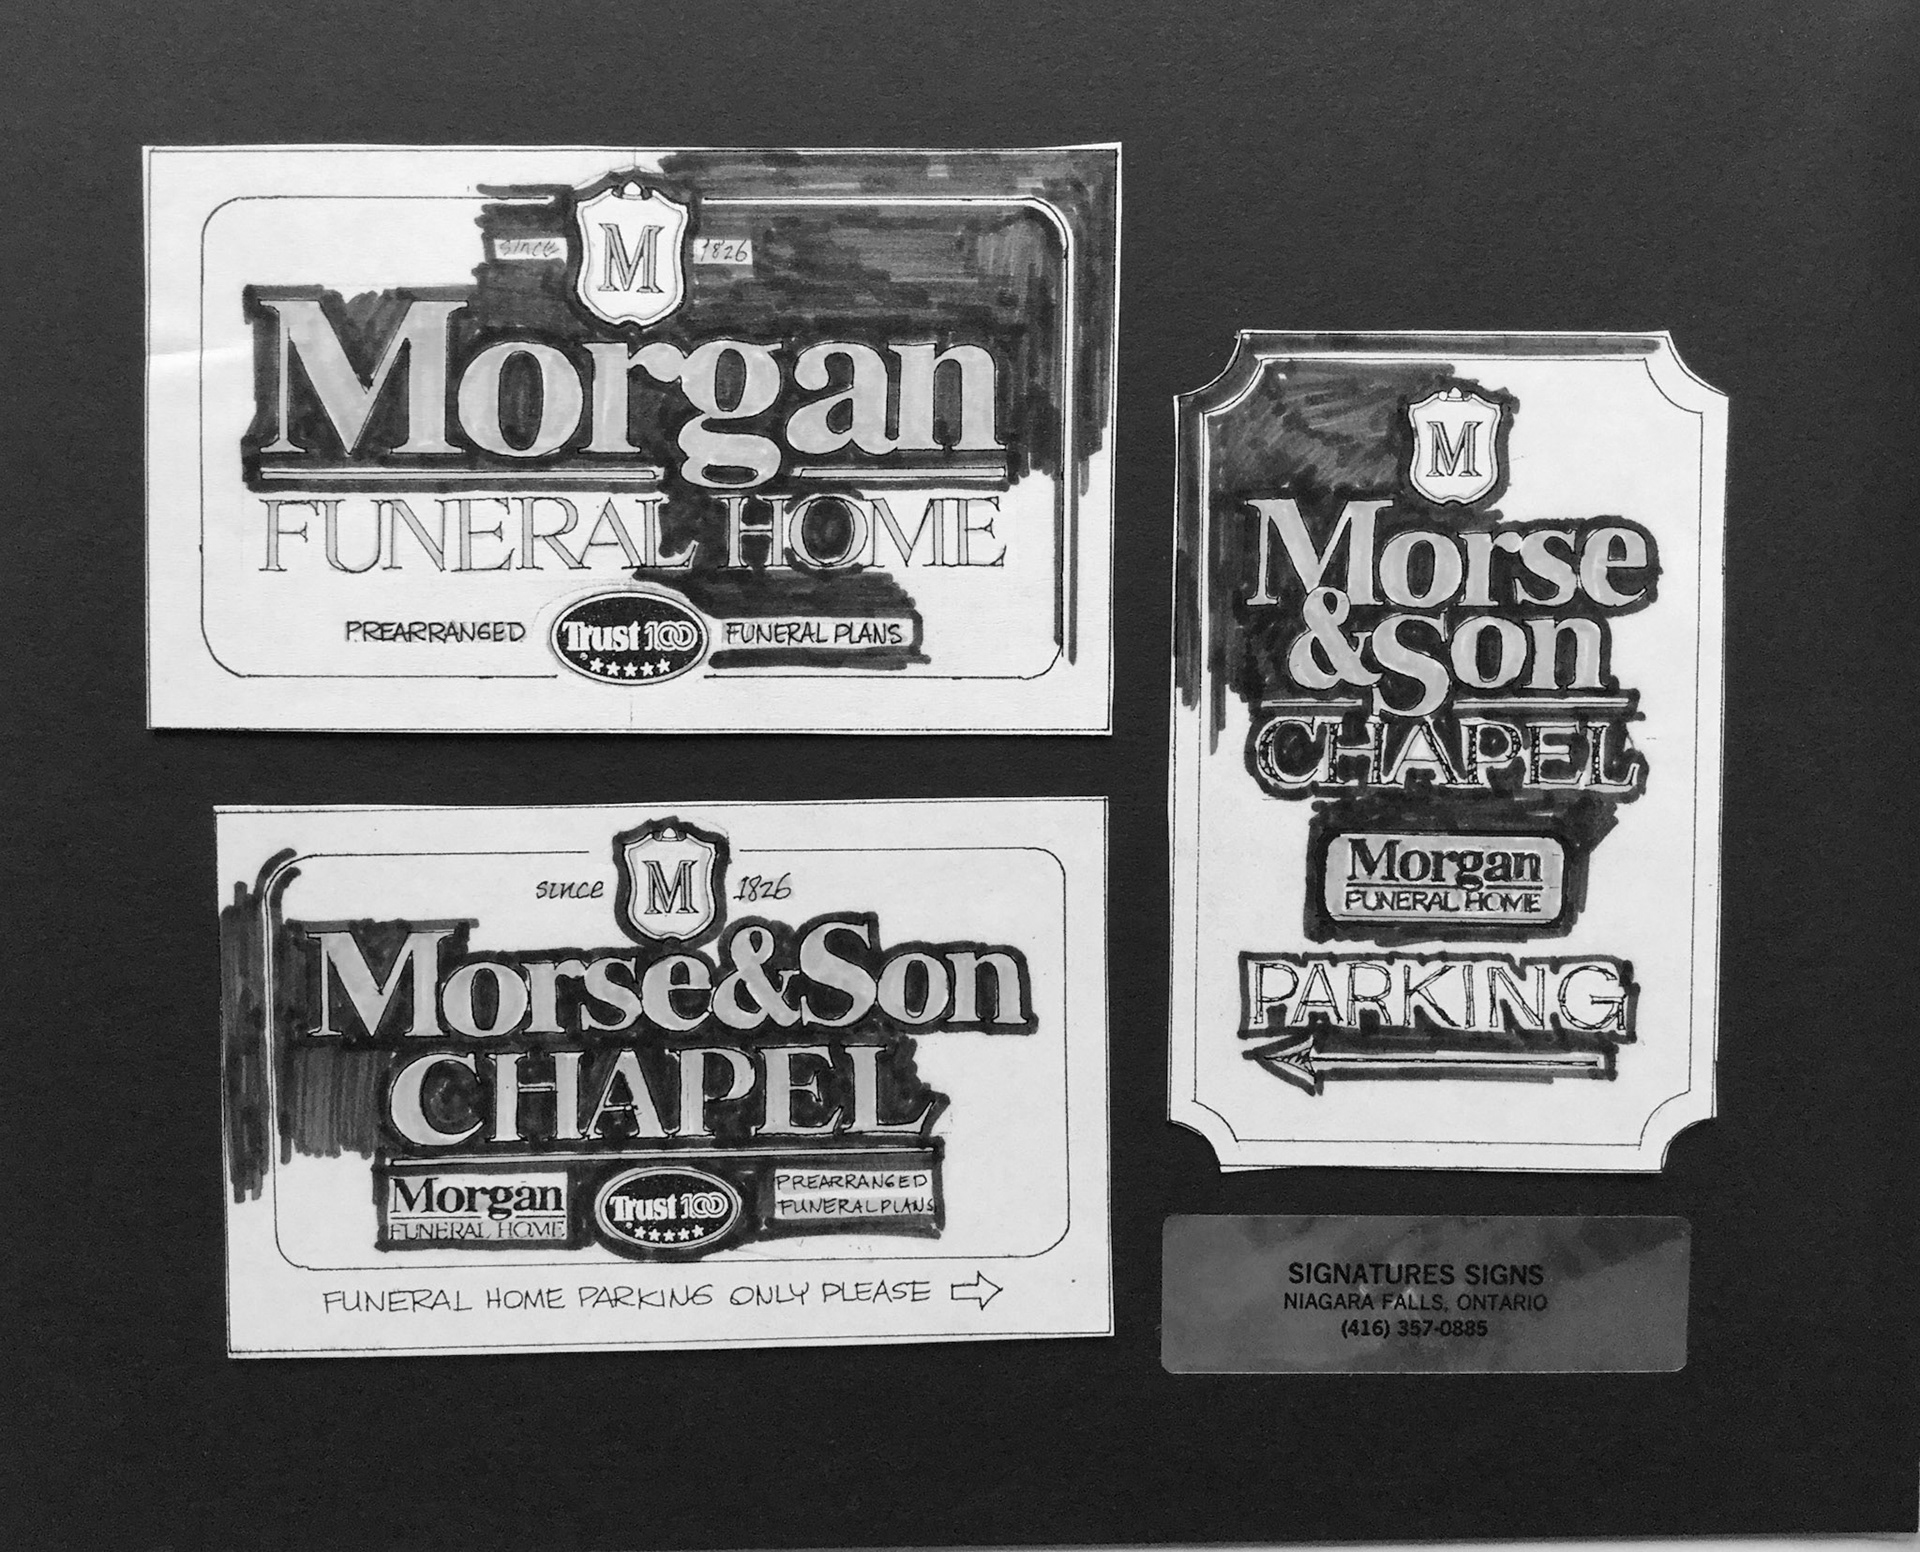 M
since 1826
Morgan
FUNERAL HOME
PREARRANGED Trust 100 FUNERAL PLANS
M
since 1826
Morse&Son
CHAPEL
Morgan
FUNERAL HOME
Trust 100
PREARRANGED
FUNERAL PLANS
FUNERAL HOME PARKING ONLY PLEASE
M
Morse
&Son
CHAPEL
Morgan
FUNERAL HOME
PARKING
SIGNATURES SIGNS
NIAGARA FALLS, ONTARIO
(416) 357-0885